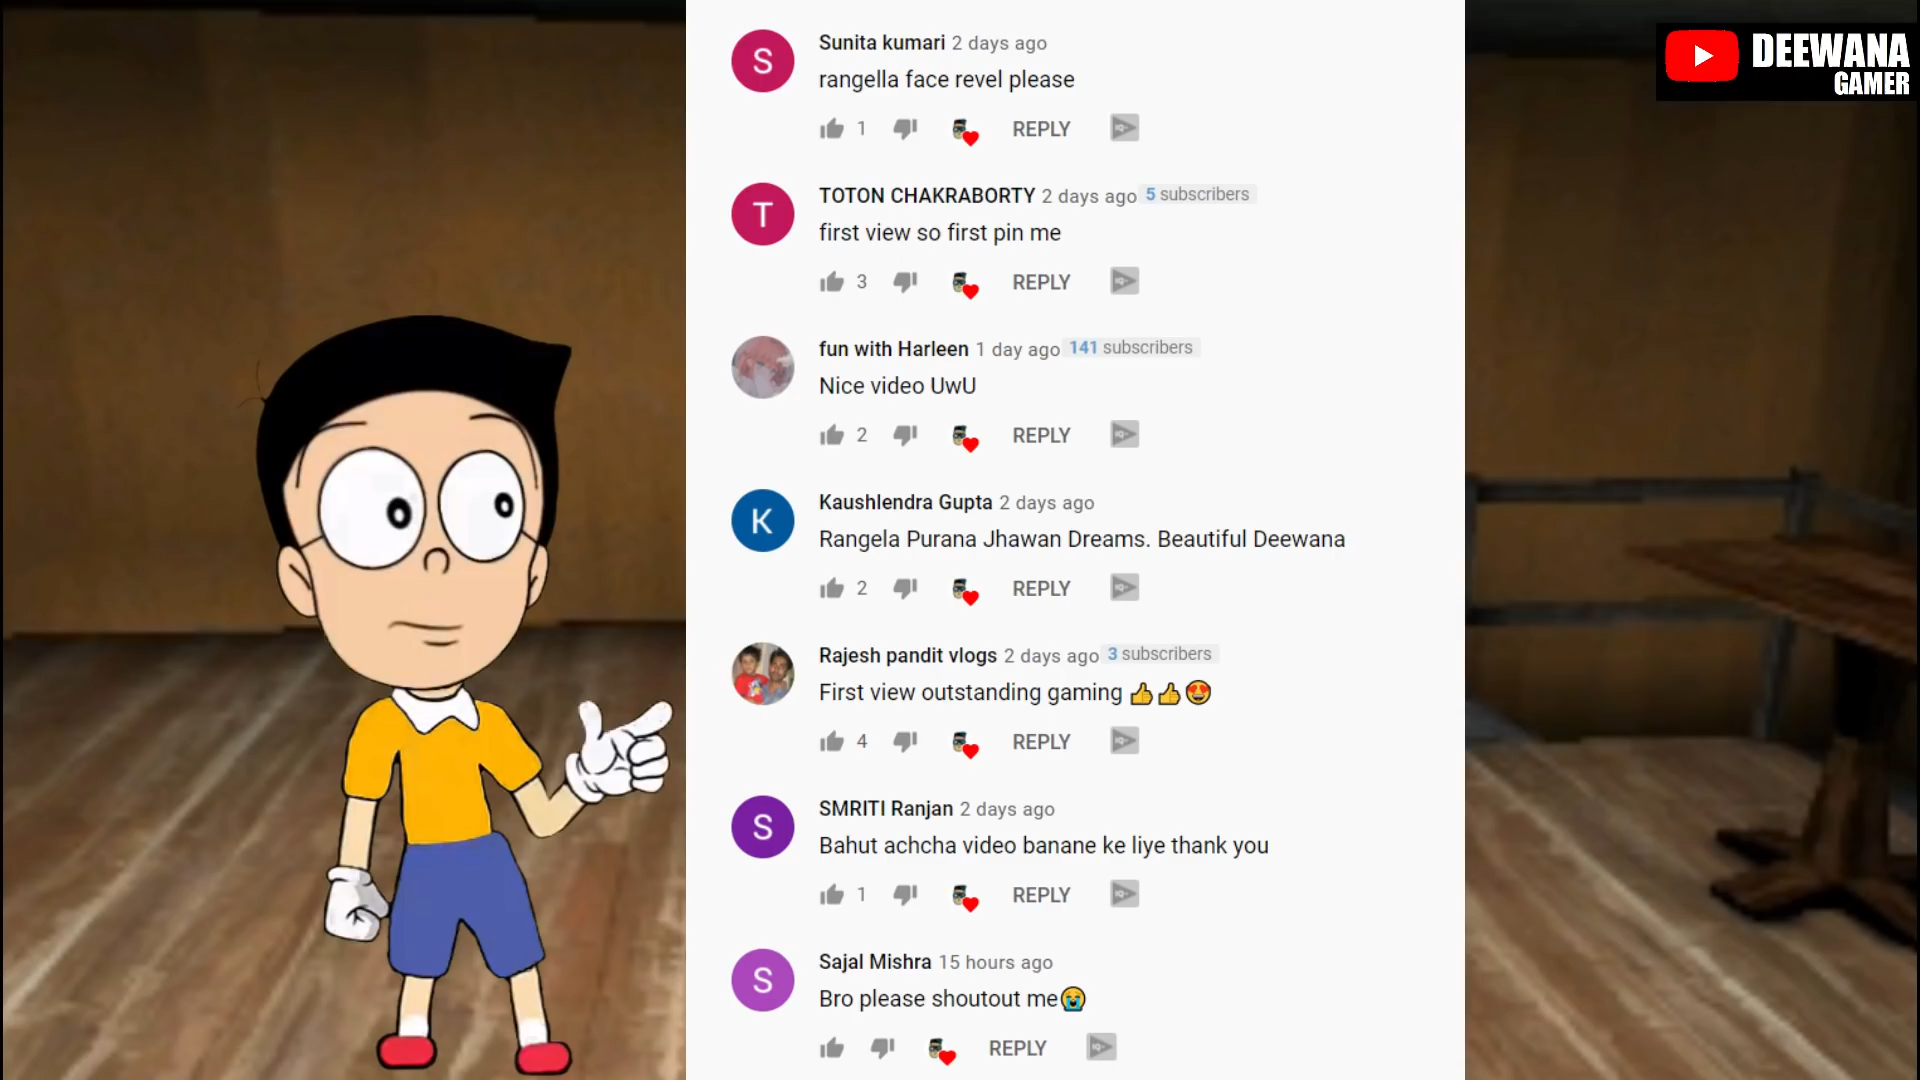 DEEWANA
GAMER
S
Sunita kumari 2 days ago
rangella face revel please
1 REPLY
T
TOTON CHAKRABORTY 2 days ago 5 subscribers
first view so first pin me
3 REPLY
fun with Harleen 1 day ago 141 subscribers
Nice video UwU
2 REPLY
K
Kaushlendra Gupta 2 days ago
Rangela Purana Jhawan Dreams. Beautiful Deewana
2 REPLY
Rajesh pandit vlogs 2 days ago 3 subscribers
First view outstanding gaming 👍👍😍
4 REPLY
S
SMRITI Ranjan 2 days ago
Bahut achcha video banane ke liye thank you
1 REPLY
S
Sajal Mishra 15 hours ago
Bro please shoutout me😭
REPLY